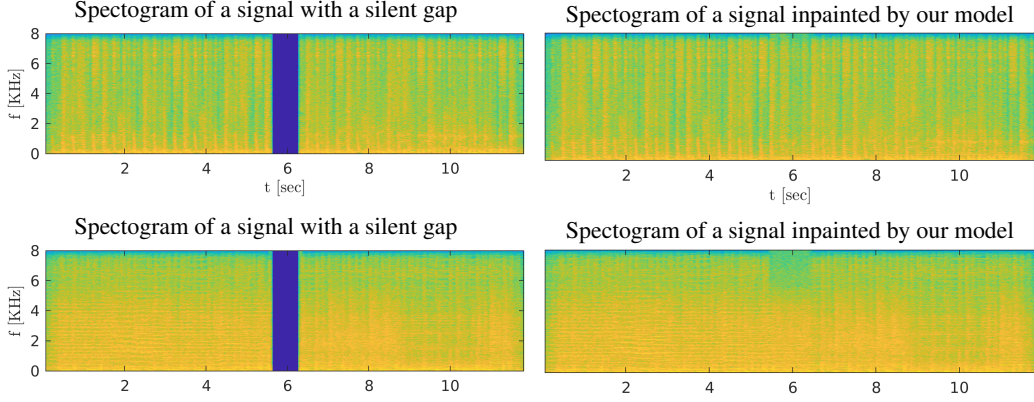 Spectogram of a signal with a silent gap
8
6
4
2
0
f [KHz]
2 4 6 8 10
t [sec]
Spectogram of a signal inpainted by our model
2 4 6 8 10
t [sec]
Spectogram of a signal with a silent gap
8
6
4
2
0
f [KHz]
2 4 6 8 10
Spectogram of a signal inpainted by our model
2 4 6 8 10